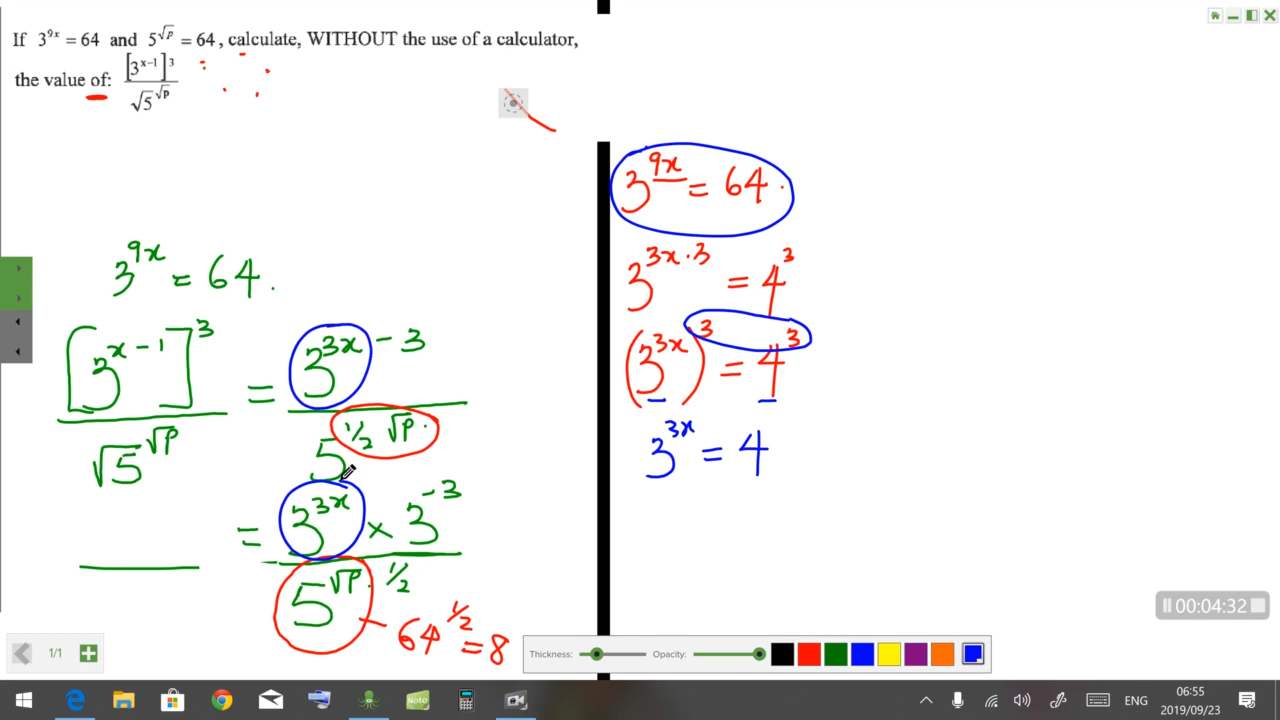 If 3^{9x} = 64 and 5^{√p} = 64, calculate, WITHOUT the use of a calculator,
the value of: [3^{x-1}]^3 / √5^{√p}
3^{9x} = 64.
[3^{x-1}]^3 / √5^{√p} = 3^{3x-3} / 5^{1/2 √p.}
= 3^{3x} × 3^{-3} / 5^{√p · 1/2}
64^{1/2} = 8
3^{9x} = 64.
3^{3x·3} = 4^3
(3^{3x})^3 = 4^3
3^{3x} = 4
00:04:32
1/1
Thickness:
Opacity:
Note
ENG
06:55
2019/09/23